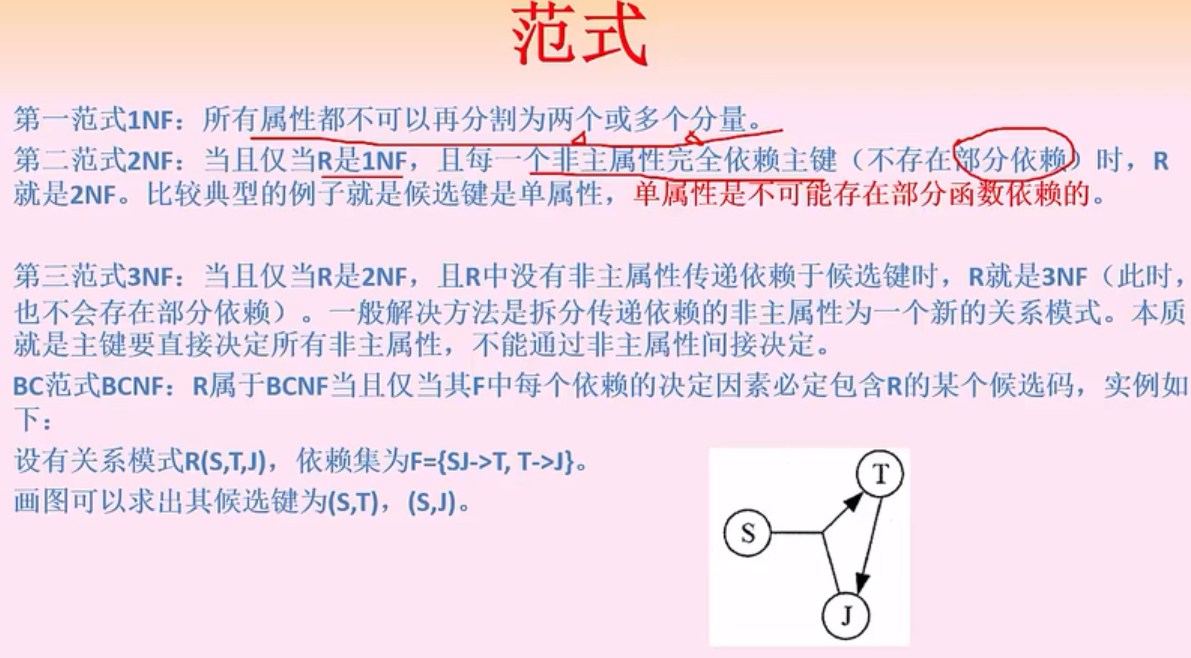 范式
第一范式1NF：所有属性都不可以再分割为两个或多个分量。
第二范式2NF：当且仅当R是1NF，且每一个非主属性完全依赖主键（不存在部分依赖）时，R
就是2NF。比较典型的例子就是候选键是单属性，单属性是不可能存在部分函数依赖的。
第三范式3NF：当且仅当R是2NF，且R中没有非主属性传递依赖于候选键时，R就是3NF（此时，
也不会存在部分依赖）。一般解决方法是拆分传递依赖的非主属性为一个新的关系模式。本质
就是主键要直接决定所有非主属性，不能通过非主属性间接决定。
BC范式BCNF：R属于BCNF当且仅当其F中每个依赖的决定因素必定包含R的某个候选码，实例如
下：
设有关系模式R(S,T,J)，依赖集为F={SJ->T, T->J}。
画图可以求出其候选键为(S,T)，(S,J)。
T
S
J